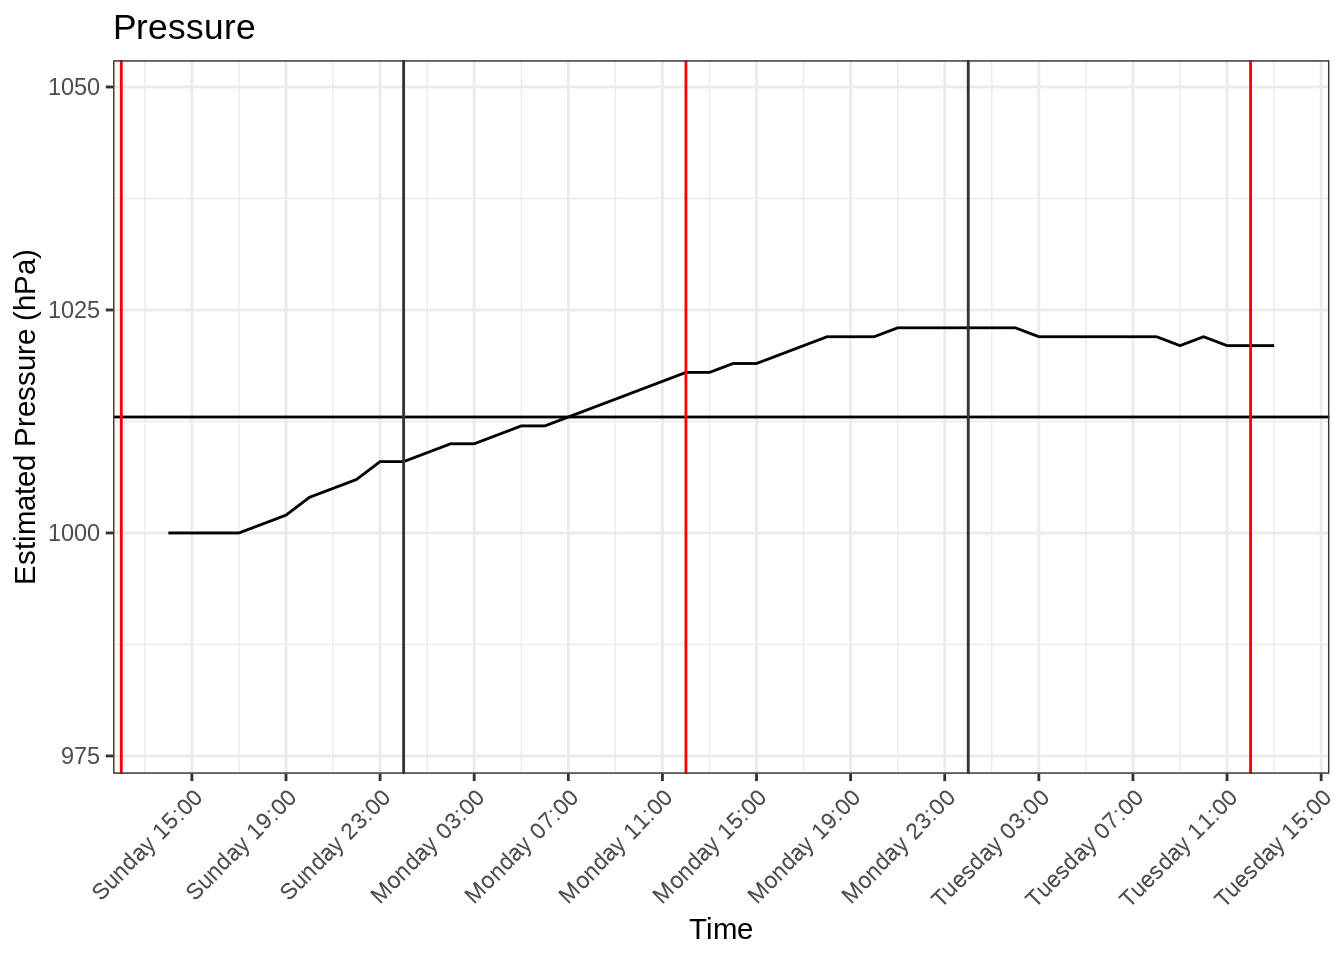 Pressure
Estimated Pressure (hPa)
1050
1025
1000
975
Sunday 15:00
Sunday 19:00
Sunday 23:00
Monday 03:00
Monday 07:00
Monday 11:00
Monday 15:00
Monday 19:00
Monday 23:00
Tuesday 03:00
Tuesday 07:00
Tuesday 11:00
Tuesday 15:00
Time